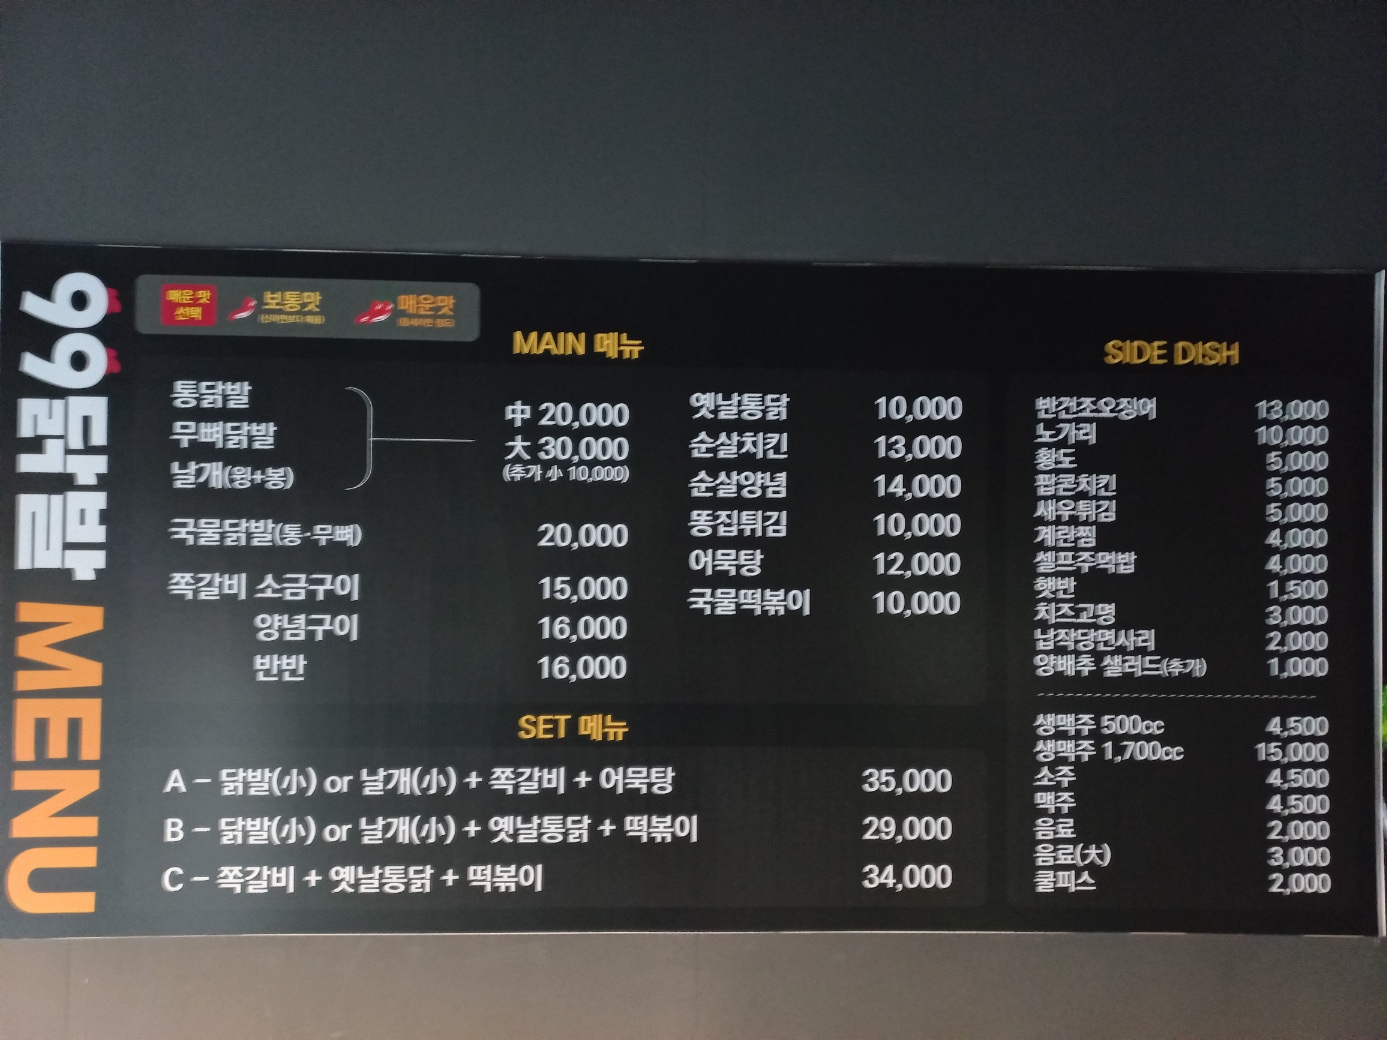 99닭발 MENU
매운 맛
선택
보통맛
(신라면보다 매움)
매운맛
MAIN 메뉴
통닭발
무뼈닭발
날개(윙+봉)
中 20,000
大 30,000
(추가 小 10,000)
국물닭발(통·무뼈) 20,000
쪽갈비 소금구이 15,000
양념구이 16,000
반반 16,000
옛날통닭 10,000
순살치킨 13,000
순살양념 14,000
똥집튀김 10,000
어묵탕 12,000
국물떡볶이 10,000
SET 메뉴
A - 닭발(小) or 날개(小) + 쪽갈비 + 어묵탕 35,000
B - 닭발(小) or 날개(小) + 옛날통닭 + 떡볶이 29,000
C - 쪽갈비 + 옛날통닭 + 떡볶이 34,000
SIDE DISH
반건조오징어 13,000
노가리 10,000
황도 5,000
팝콘치킨 5,000
새우튀김 5,000
계란찜 4,000
셀프주먹밥 4,000
햇반 1,500
치즈고명 3,000
납작당면사리 2,000
양배추 샐러드(추가) 1,000
생맥주 500cc 4,500
생맥주 1,700cc 15,000
소주 4,500
맥주 4,500
음료 2,000
음료(大) 3,000
쿨피스 2,000